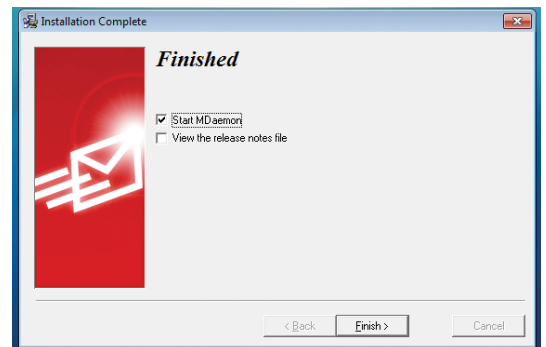 Installation Complete
Finished
Start MDaemon
View the release notes file
< Back
Finish >
Cancel